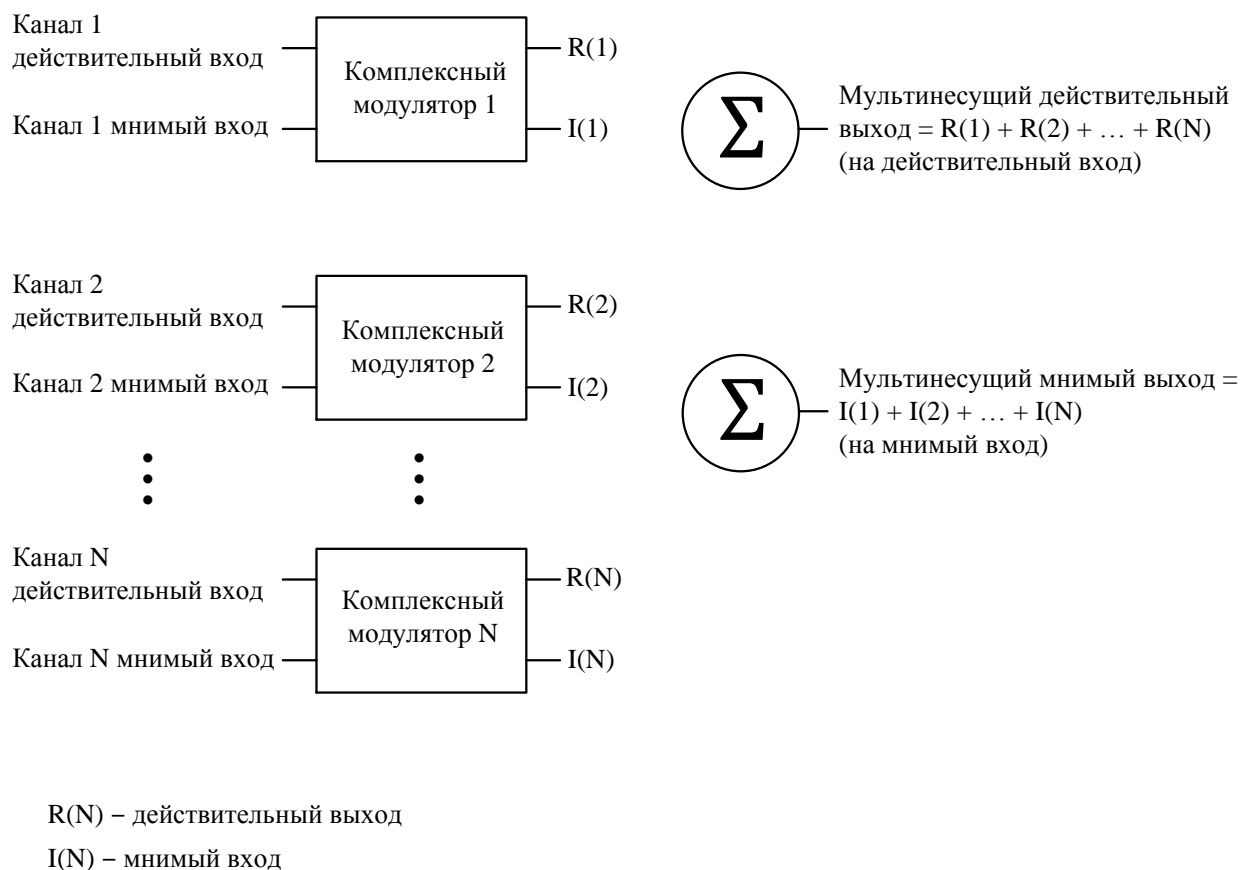 Канал 1
действительный вход
Канал 1 мнимый вход
Комплексный
модулятор 1
R(1)
I(1)
Σ
Мультинесущий действительный
выход = R(1) + R(2) + … + R(N)
(на действительный вход)
Канал 2
действительный вход
Канал 2 мнимый вход
Комплексный
модулятор 2
R(2)
I(2)
Σ
Мультинесущий мнимый выход =
I(1) + I(2) + … + I(N)
(на мнимый вход)
Канал N
действительный вход
Канал N мнимый вход
Комплексный
модулятор N
R(N)
I(N)
R(N) – действительный выход
I(N) – мнимый вход